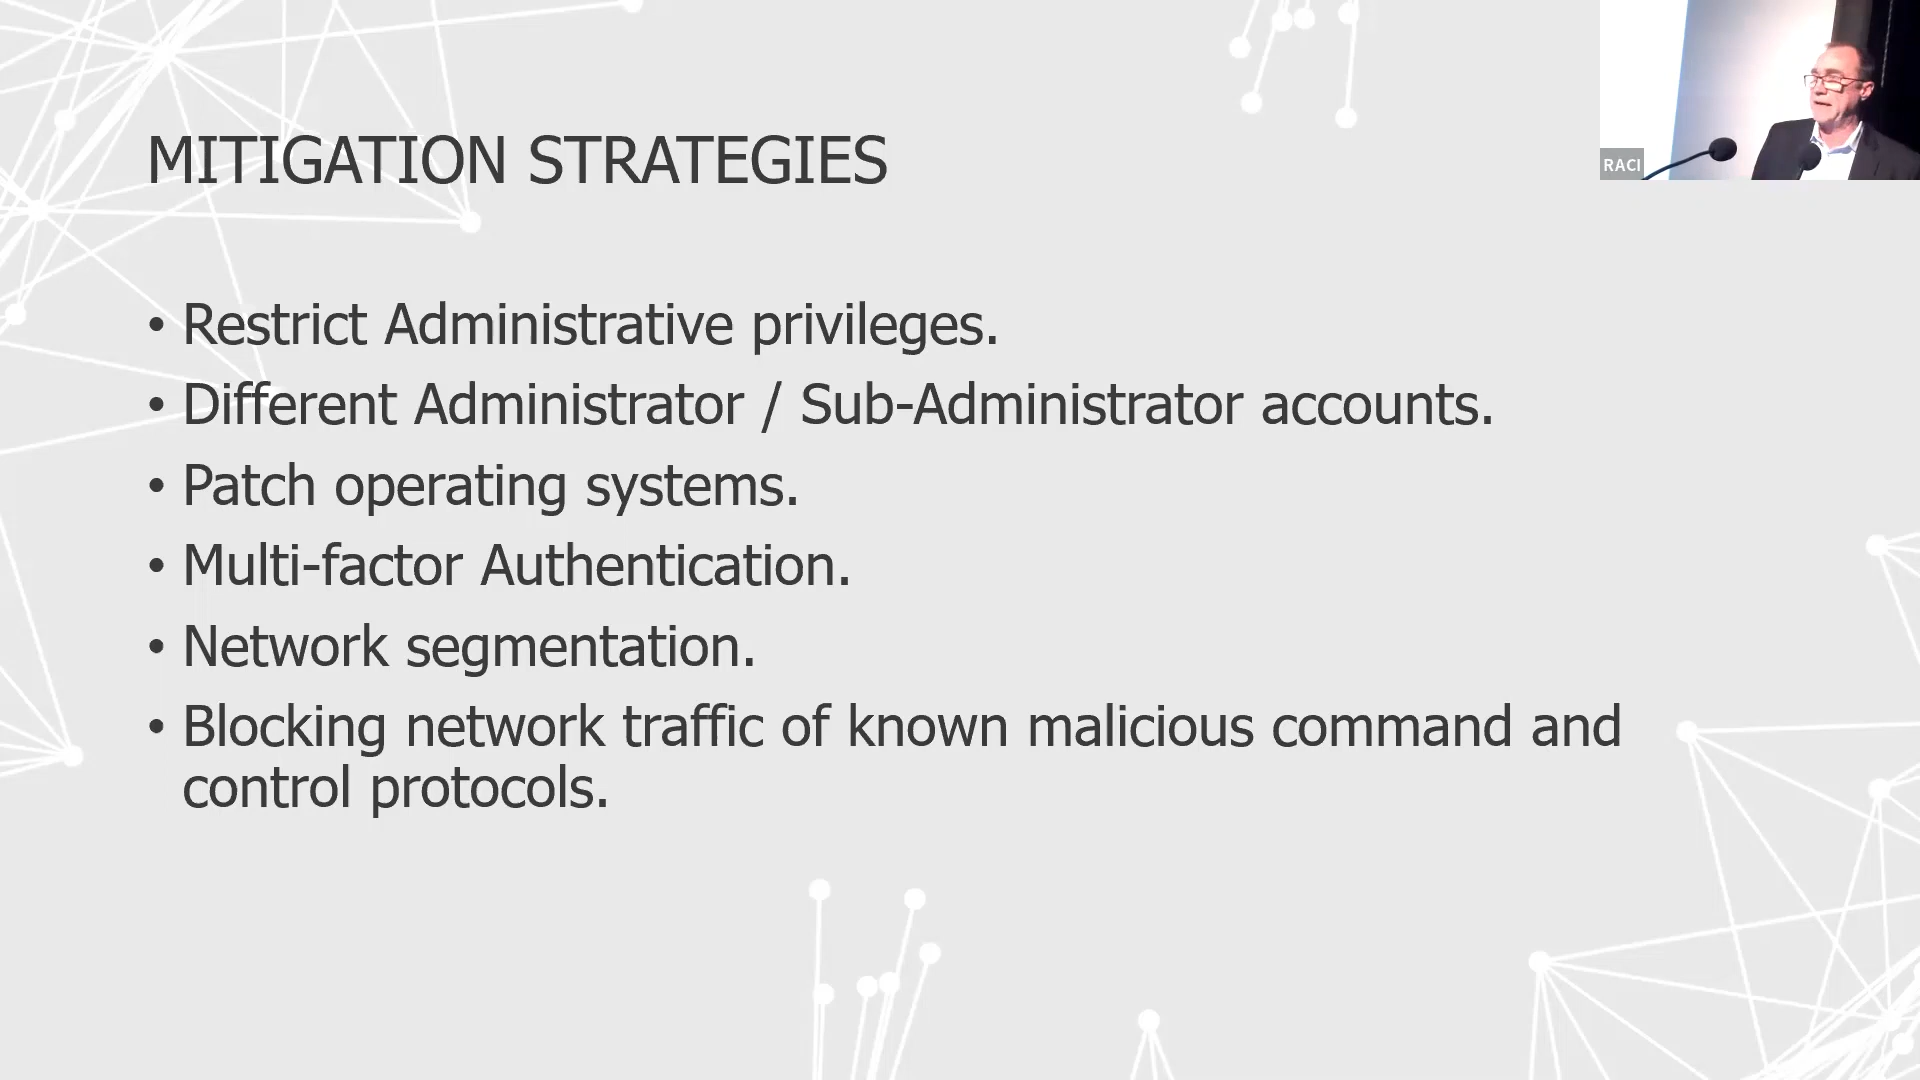 RACI
MITIGATION STRATEGIES
• Restrict Administrative privileges.
• Different Administrator / Sub-Administrator accounts.
• Patch operating systems.
• Multi-factor Authentication.
• Network segmentation.
• Blocking network traffic of known malicious command and
control protocols.